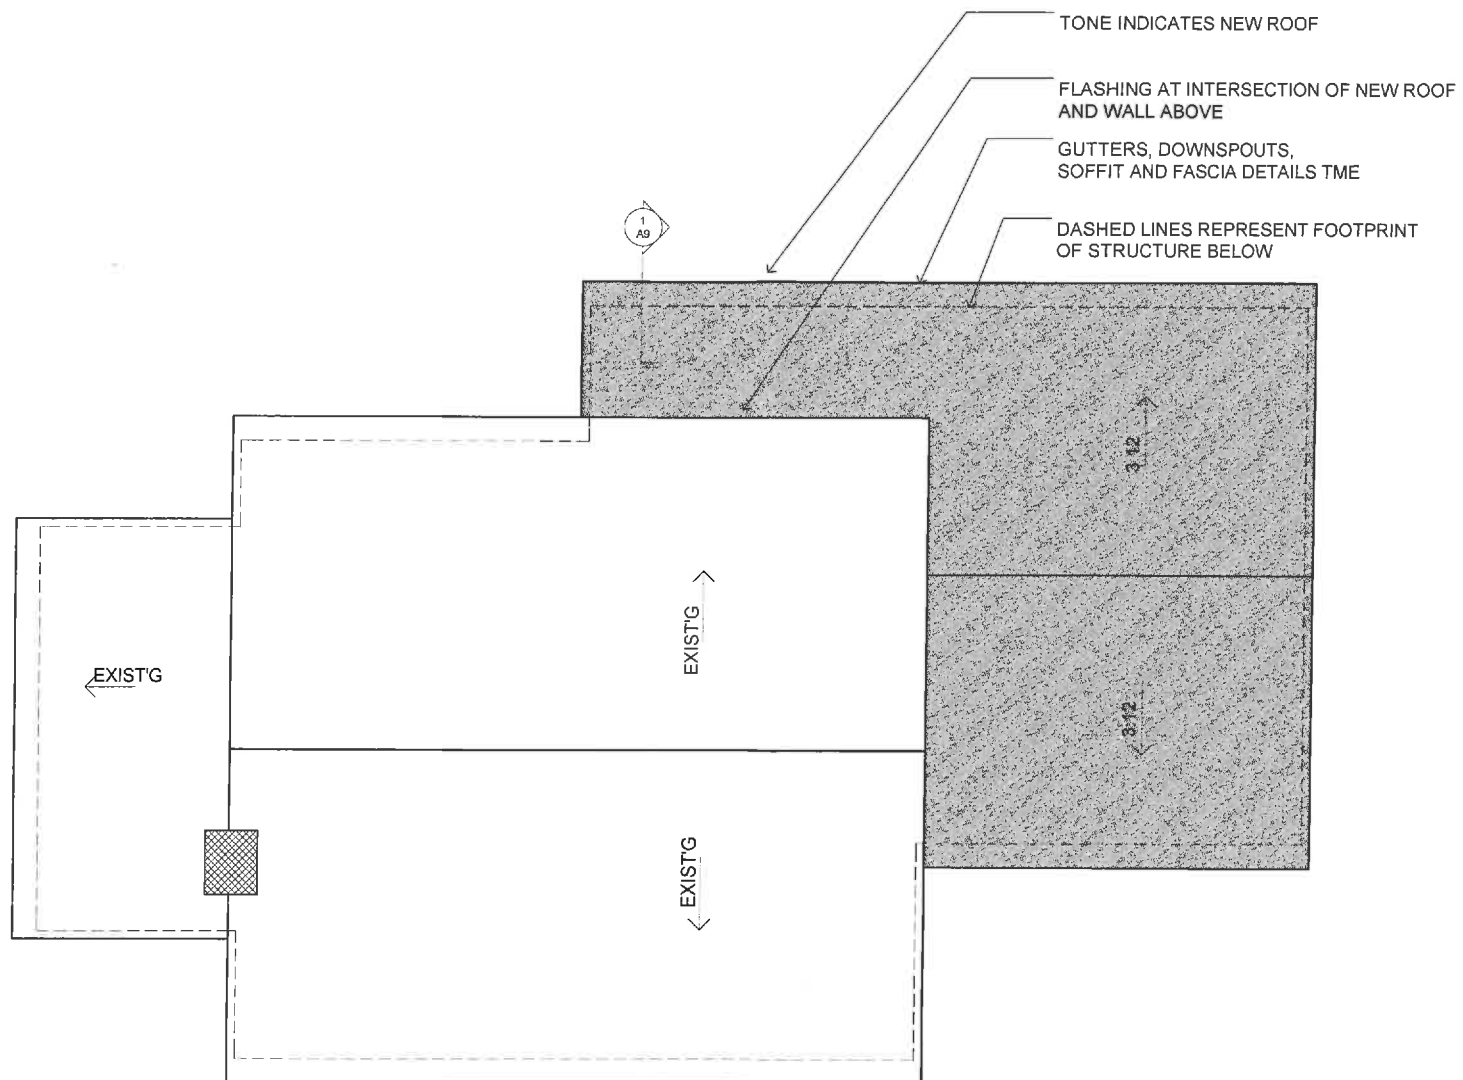 TONE INDICATES NEW ROOF
FLASHING AT INTERSECTION OF NEW ROOF
AND WALL ABOVE
GUTTERS, DOWNSPOUTS,
SOFFIT AND FASCIA DETAILS TME
DASHED LINES REPRESENT FOOTPRINT
OF STRUCTURE BELOW
1
A9
3:12
EXIST'G
EXIST'G
3:12
EXIST'G